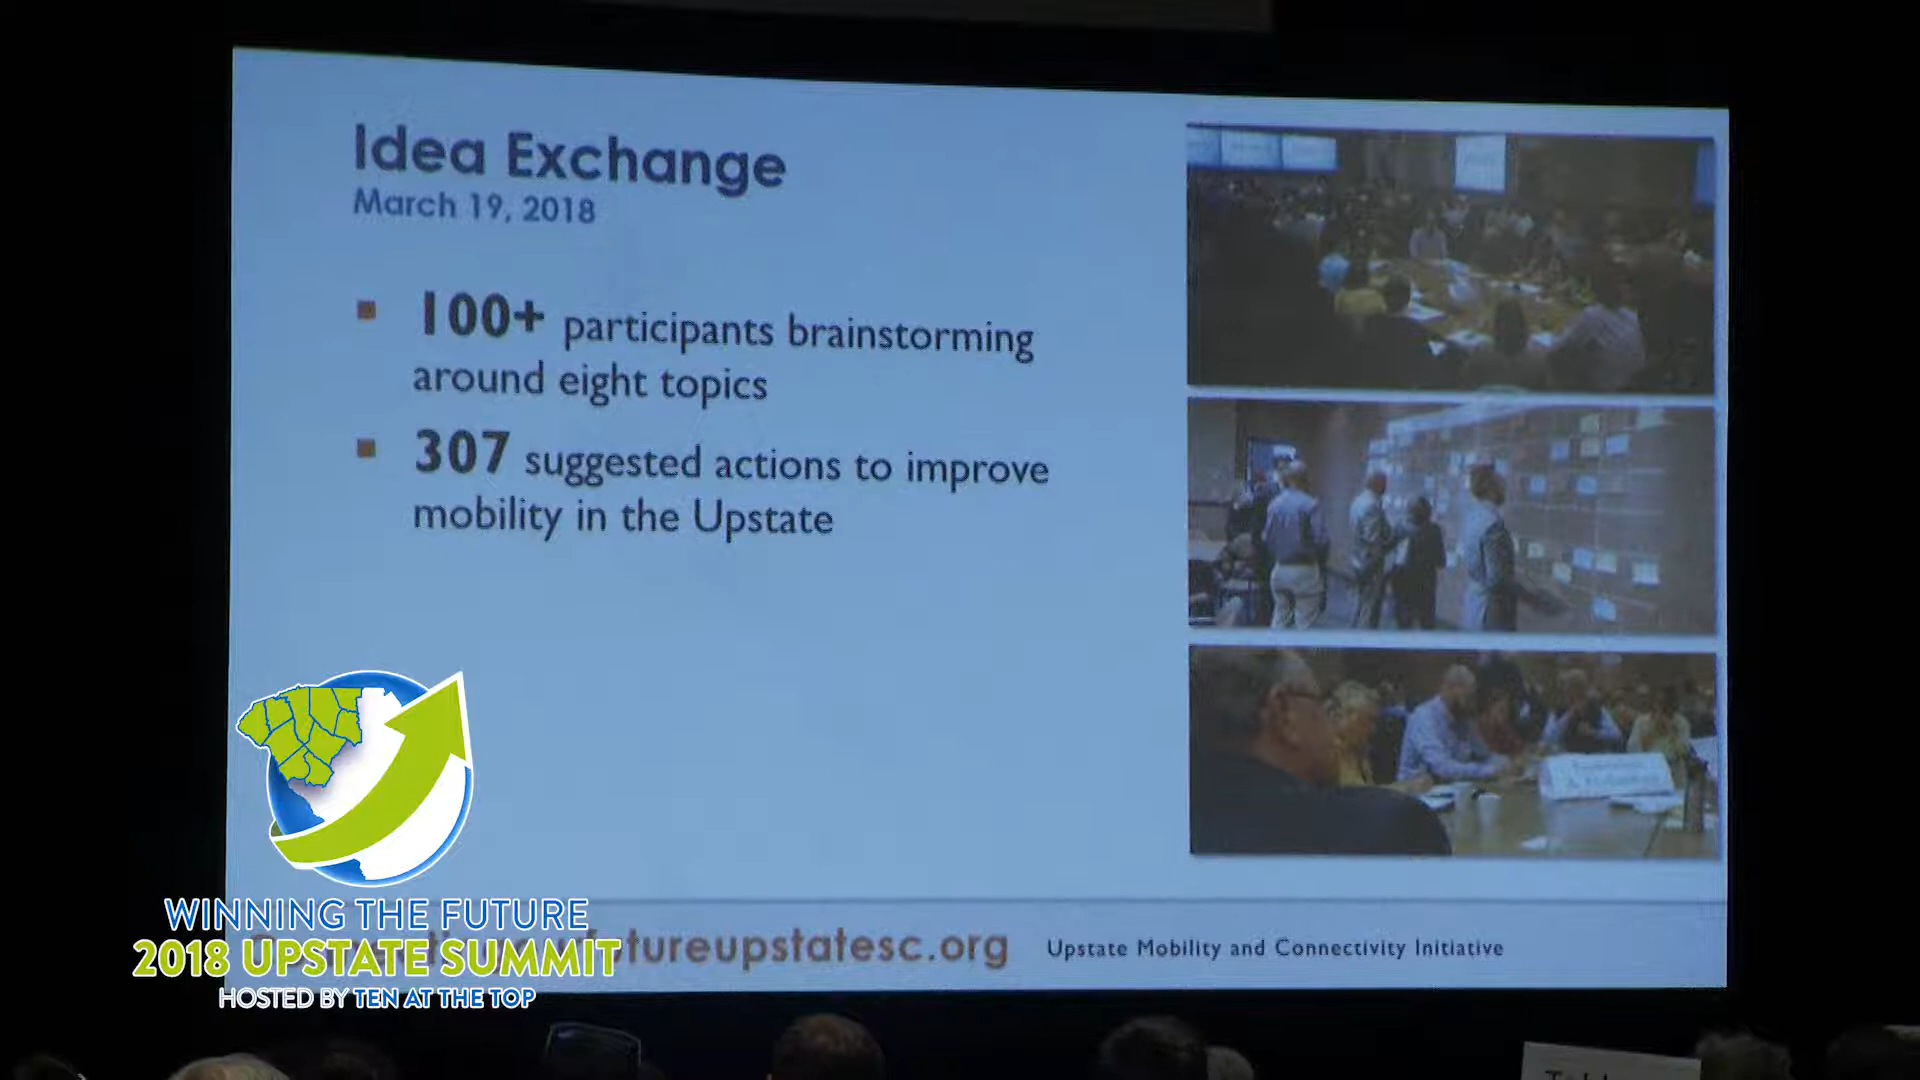 Idea Exchange
March 19, 2018
100+ participants brainstorming
around eight topics
307 suggested actions to improve
mobility in the Upstate
WINNING THE FUTURE
2018 UPSTATE SUMMIT
HOSTED BY TEN AT THE TOP
tureupstatesc.org
Upstate Mobility and Connectivity Initiative